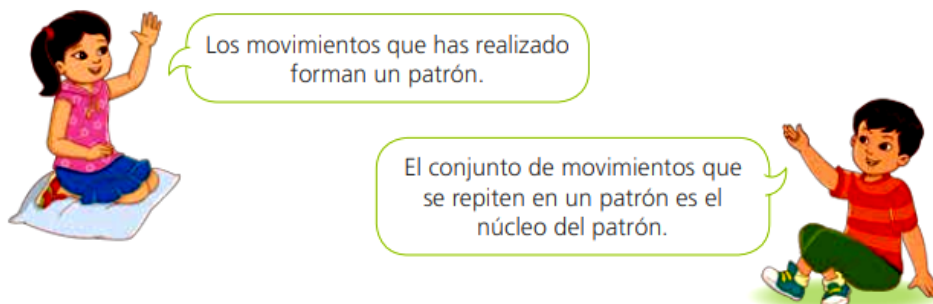 Los movimientos que has realizado
forman un patrón.
El conjunto de movimientos que
se repiten en un patrón es el
núcleo del patrón.